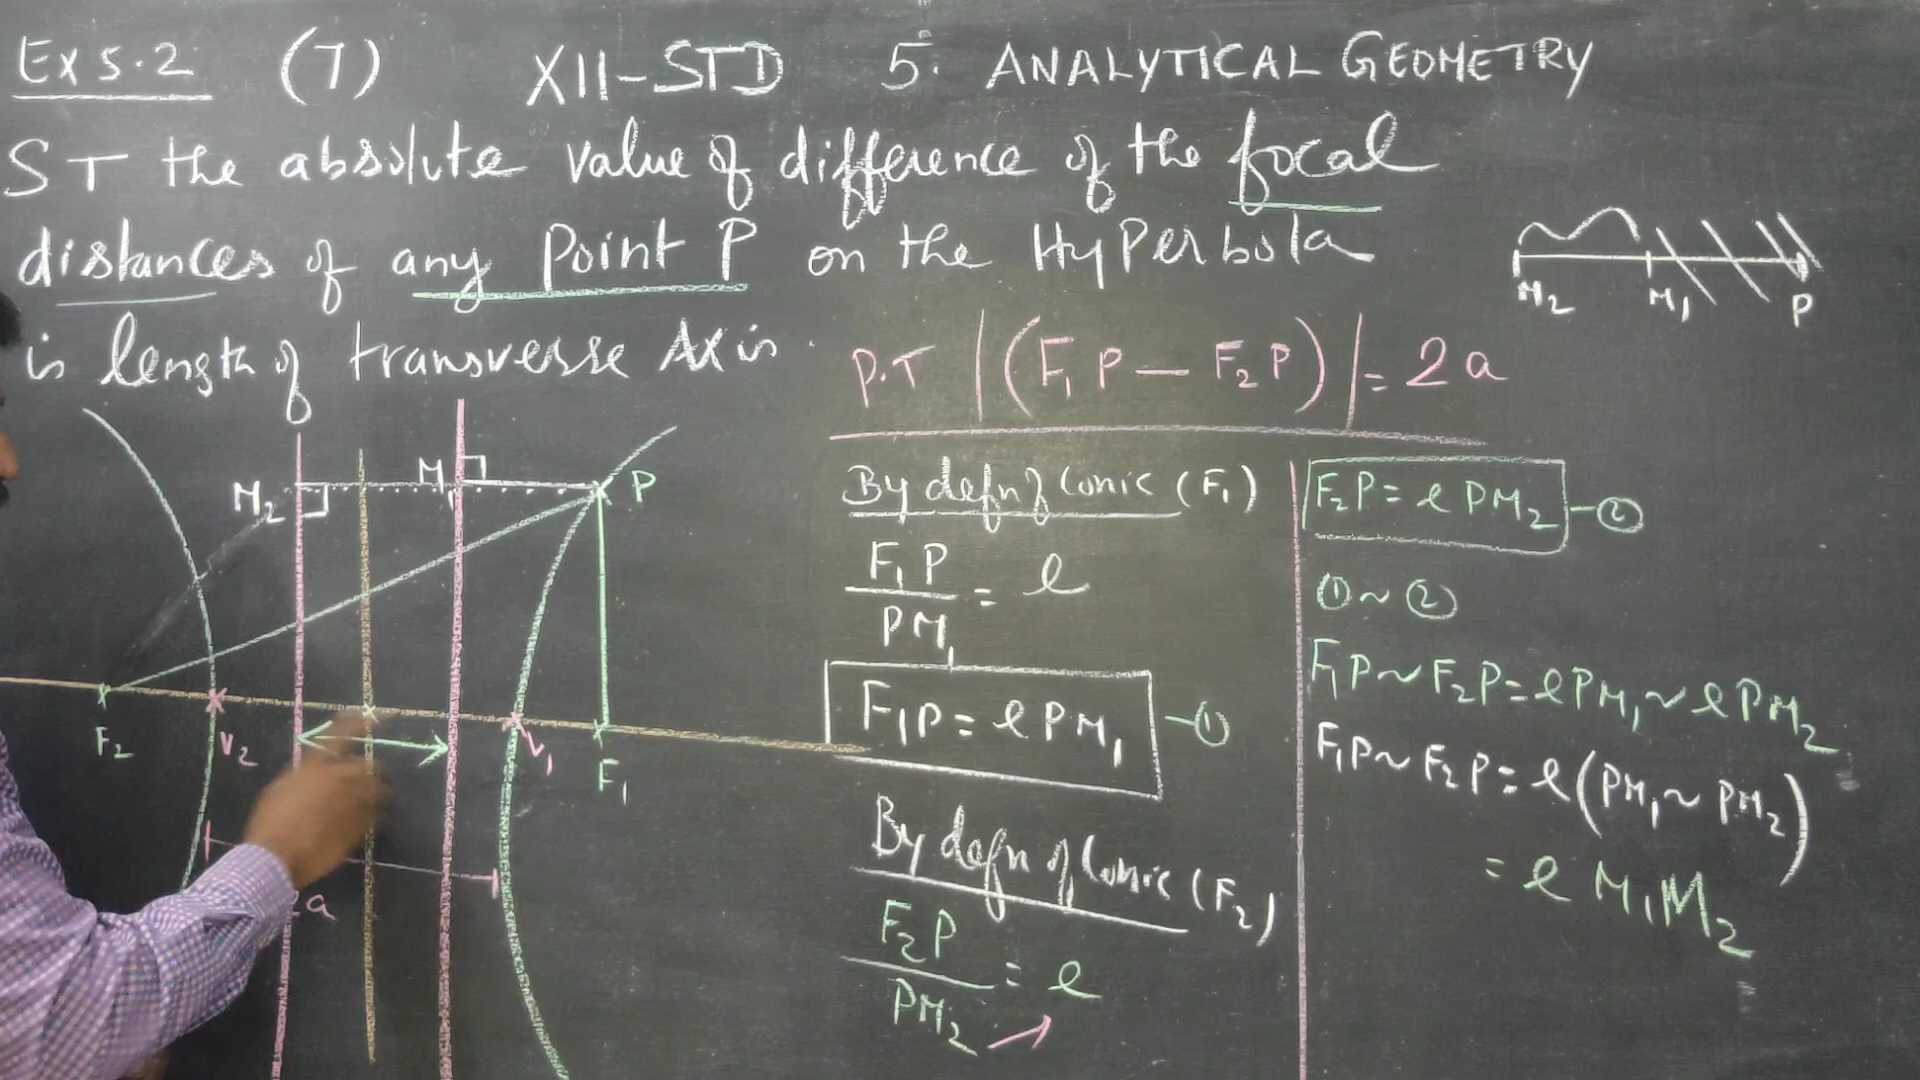 Ex 5.2 (7) XII-STD 5. ANALYTICAL GEOMETRY
ST the absolute value of difference of the focal
distances of any Point P on the HyPerbola
is length of transverse Axis.
M2 M1 P
P.T |(F1P — F2P)| = 2a
M2 M1 P
F2 V2 V1 F1
2a
By defn of conic (F1)
F1P / PM1 = e
F1P = e PM1 —①
By defn of Conic (F2)
F2P / PM2 = e
F2P = e PM2 —②
① ~ ②
F1P ~ F2P = e PM1 ~ e PM2
F1P ~ F2P = e (PM1 ~ PM2)
= e M1M2